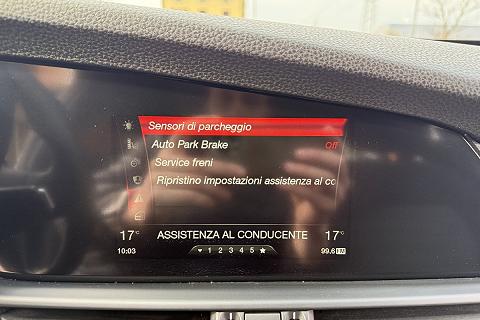 Sensori di parcheggio
Auto Park Brake Off
Service freni
Ripristino impostazioni assistenza al co
17°C ASSISTENZA AL CONDUCENTE 17°C
10:03 1 2 3 4 5 99.6 FM